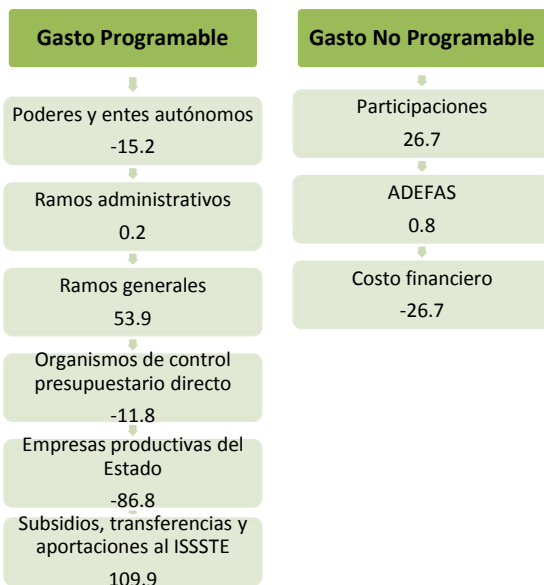 Gasto Programable
Poderes y entes autónomos
-15.2
Ramos administrativos
0.2
Ramos generales
53.9
Organismos de control
presupuestario directo
-11.8
Empresas productivas del
Estado
-86.8
Subsidios, transferencias y
aportaciones al ISSSTE
109.9
Gasto No Programable
Participaciones
26.7
ADEFAS
0.8
Costo financiero
-26.7